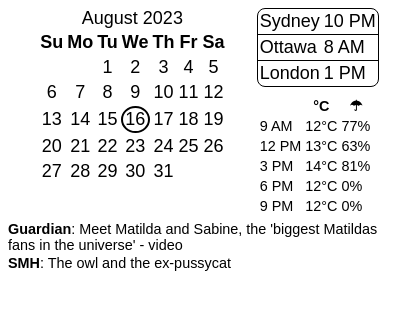 August 2023
Su Mo Tu We Th Fr Sa
1 2 3 4 5
6 7 8 9 10 11 12
13 14 15 16 17 18 19
20 21 22 23 24 25 26
27 28 29 30 31
Sydney 10 PM
Ottawa 8 AM
London 1 PM
°C ☂
9 AM 12°C 77%
12 PM 13°C 63%
3 PM 14°C 81%
6 PM 12°C 0%
9 PM 12°C 0%
Guardian: Meet Matilda and Sabine, the 'biggest Matildas
fans in the universe' - video
SMH: The owl and the ex-pussycat